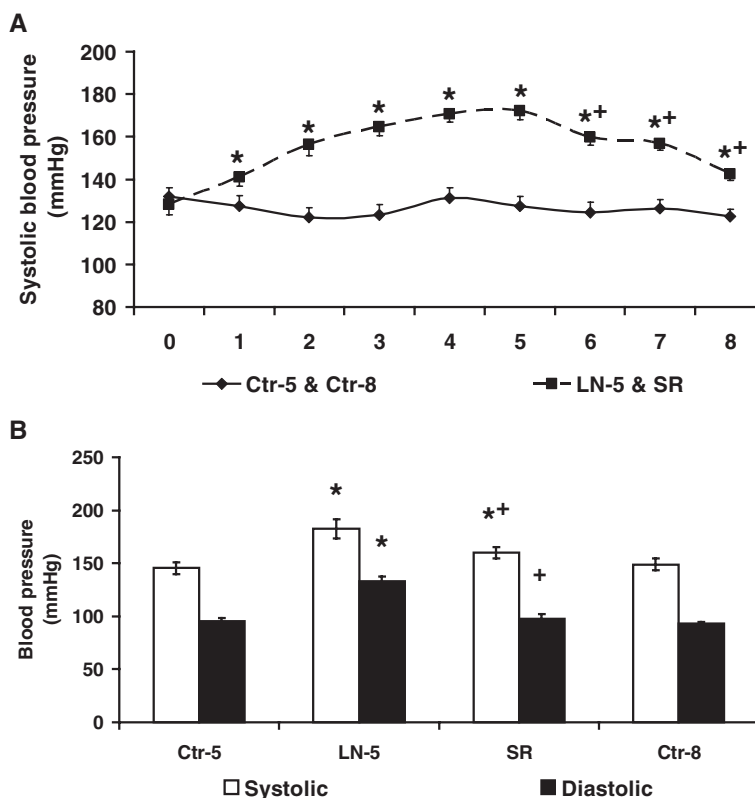 A
Systolic blood pressure
(mmHg)
200
180
160
140
120
100
80
* * * * * *+ *+ *+
0 1 2 3 4 5 6 7 8
Ctr-5 & Ctr-8 LN-5 & SR
B
Blood pressure
(mmHg)
250
200
150
100
50
0
* * *+ +
Ctr-5 LN-5 SR Ctr-8
Systolic Diastolic